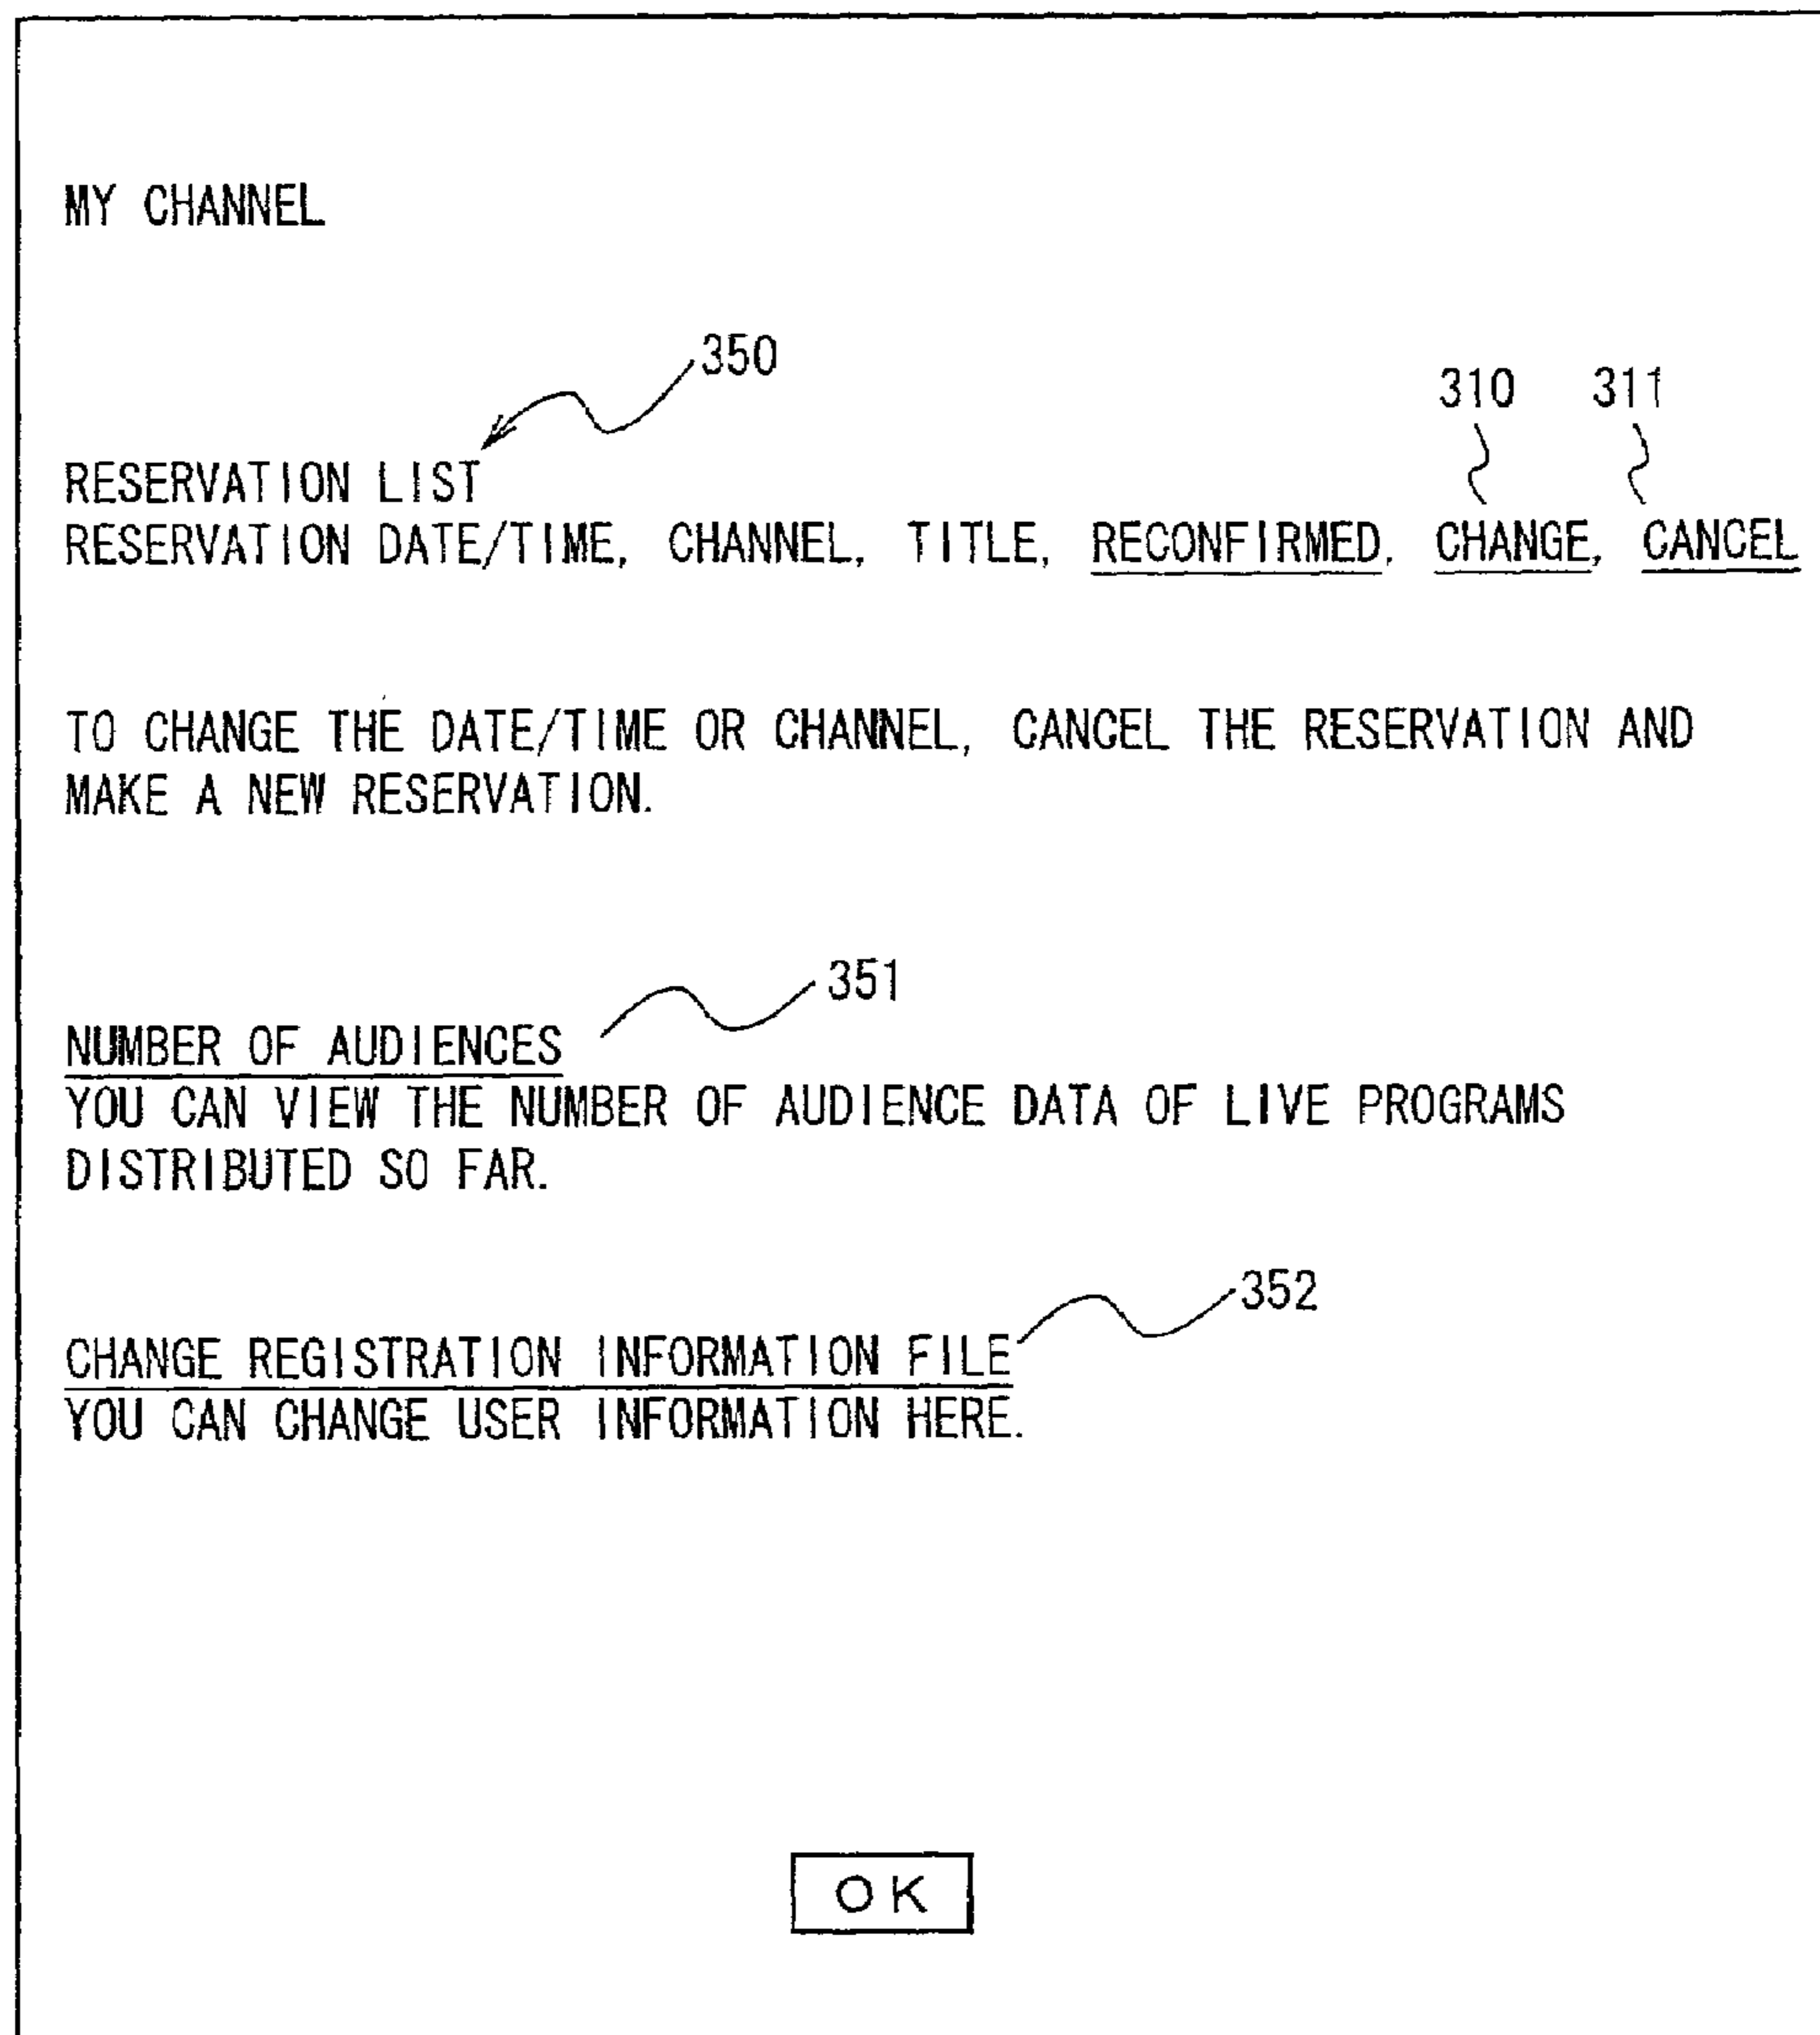 MY CHANNEL
350
310 311
RESERVATION LIST
RESERVATION DATE/TIME, CHANNEL, TITLE, RECONFIRMED, CHANGE, CANCEL
TO CHANGE THE DATE/TIME OR CHANNEL, CANCEL THE RESERVATION AND
MAKE A NEW RESERVATION.
351
NUMBER OF AUDIENCES
YOU CAN VIEW THE NUMBER OF AUDIENCE DATA OF LIVE PROGRAMS
DISTRIBUTED SO FAR.
352
CHANGE REGISTRATION INFORMATION FILE
YOU CAN CHANGE USER INFORMATION HERE.
OK